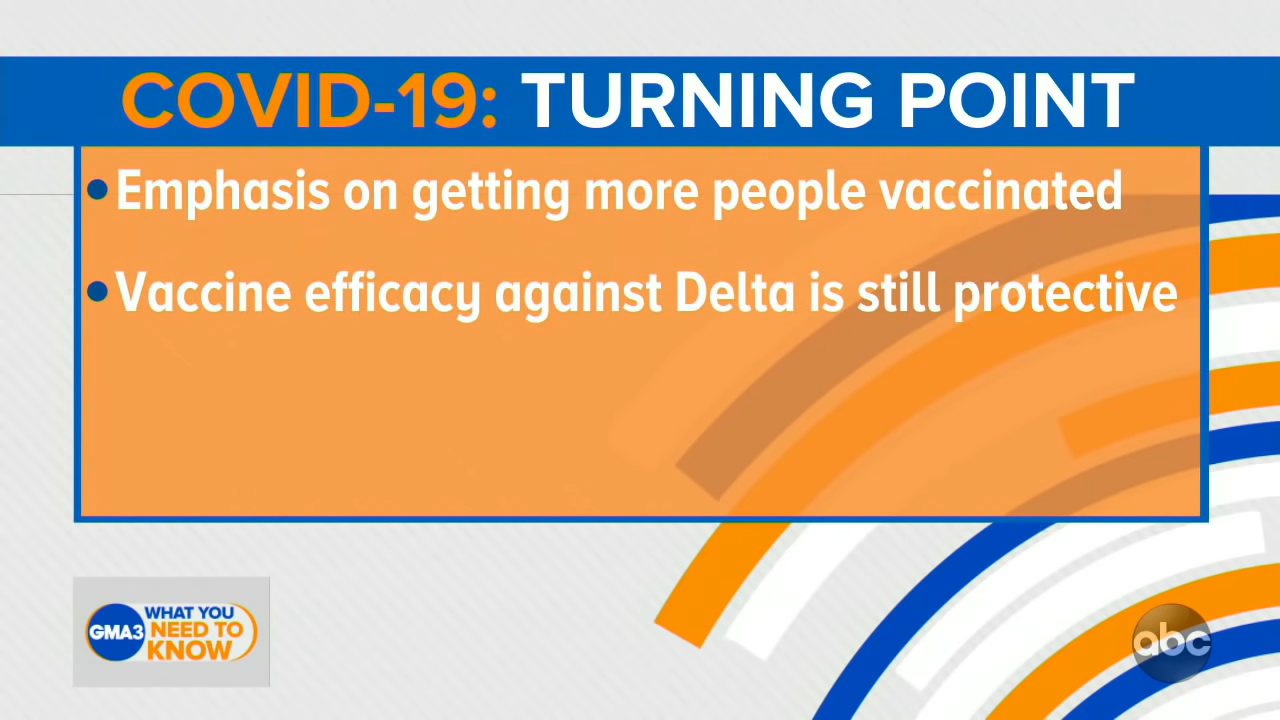 COVID-19: TURNING POINT
• Emphasis on getting more people vaccinated
• Vaccine efficacy against Delta is still protective
GMA3
WHAT YOU
NEED TO
KNOW
abc